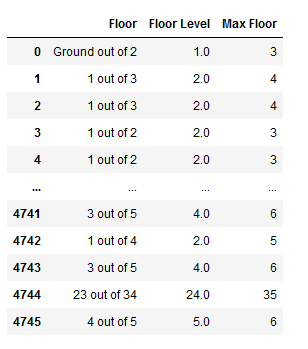 Floor Floor Level Max Floor
0 Ground out of 2 1.0 3
1 1 out of 3 2.0 4
2 1 out of 3 2.0 4
3 1 out of 2 2.0 3
4 1 out of 2 2.0 3
... ... ... ...
4741 3 out of 5 4.0 6
4742 1 out of 4 2.0 5
4743 3 out of 5 4.0 6
4744 23 out of 34 24.0 35
4745 4 out of 5 5.0 6